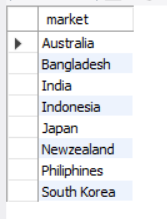 market
Australia
Bangladesh
India
Indonesia
Japan
Newzealand
Philiphines
South Korea